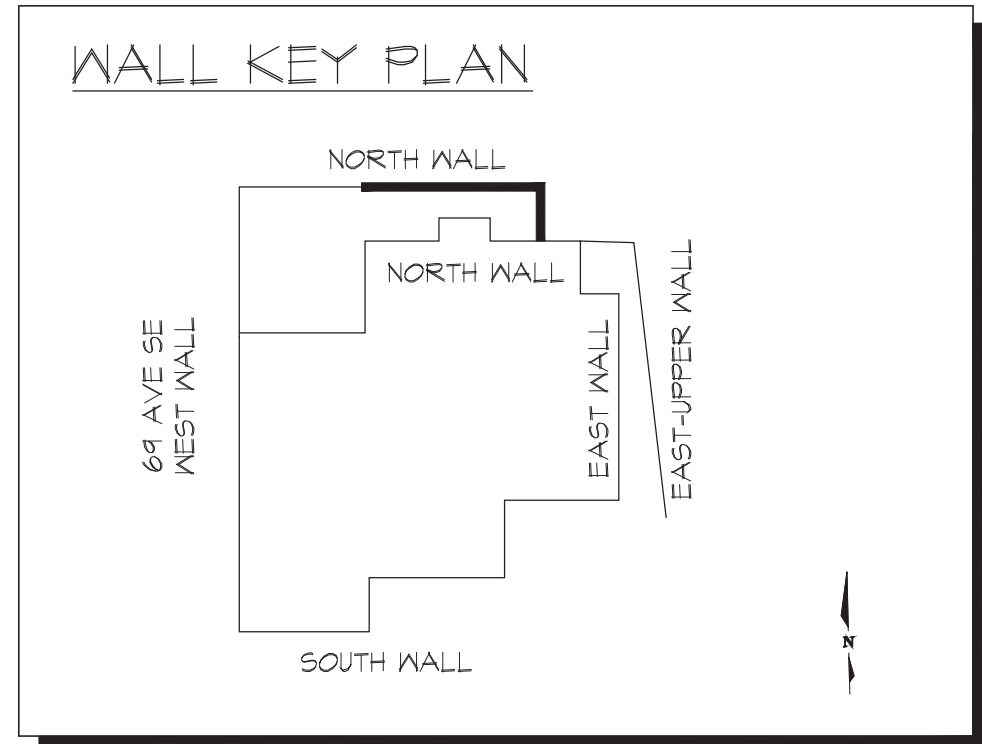 WALL KEY PLAN
NORTH WALL
NORTH WALL
69 AVE SE
WEST WALL
EAST WALL
EAST-UPPER WALL
N
SOUTH WALL